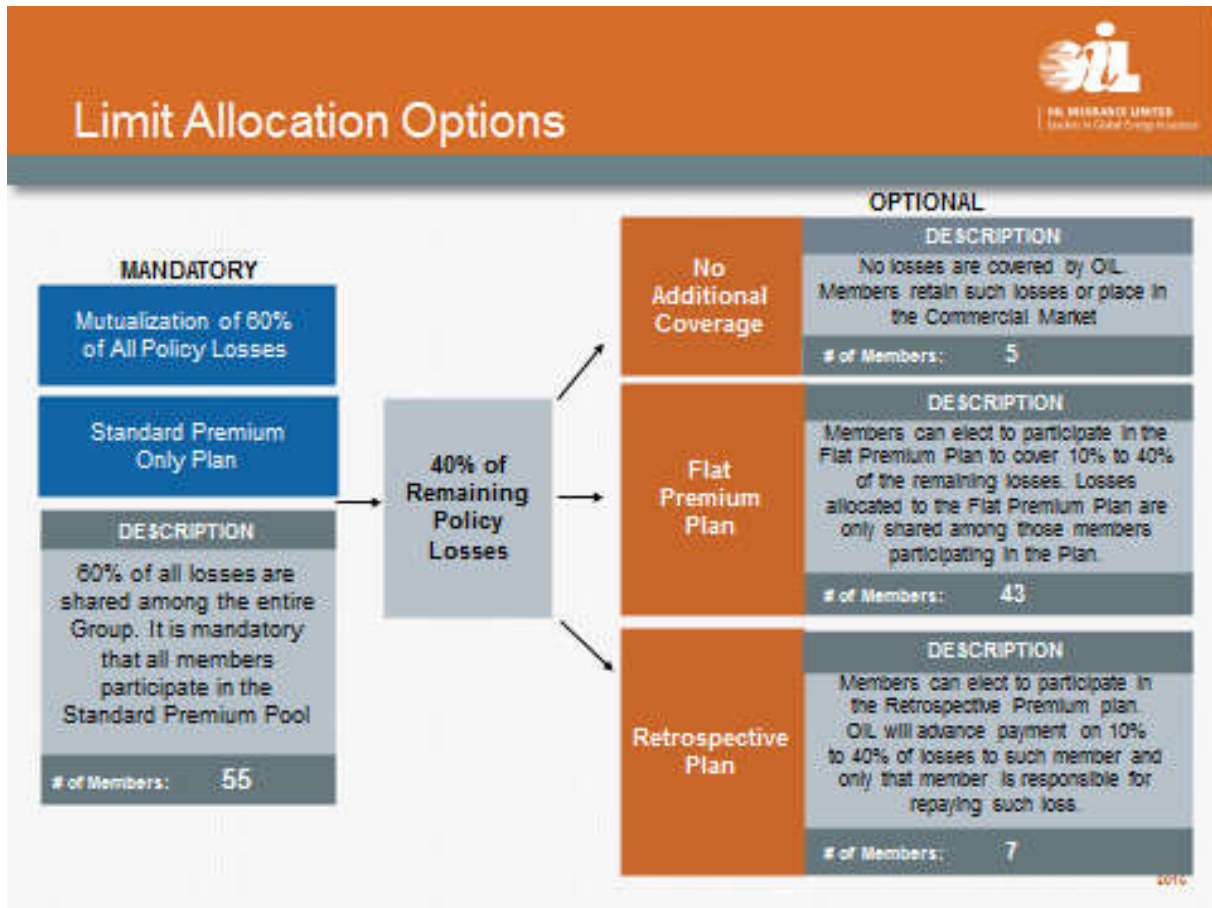 OIL
OIL INSURANCE LIMITED
Leaders in Global Energy Insurance
Limit Allocation Options
MANDATORY
Mutualization of 60%
of All Policy Losses
Standard Premium
Only Plan
DESCRIPTION
60% of all losses are
shared among the entire
Group. It is mandatory
that all members
participate in the
Standard Premium Pool
# of Members: 55
40% of
Remaining
Policy
Losses
OPTIONAL
No
Additional
Coverage
DESCRIPTION
No losses are covered by OIL
Members retain such losses or place in
the Commercial Market
# of Members: 5
Flat
Premium
Plan
DESCRIPTION
Members can elect to participate in the
Flat Premium Plan to cover 10% to 40%
of the remaining losses. Losses
allocated to the Flat Premium Plan are
only shared among those members
participating in the Plan.
# of Members: 43
Retrospective
Plan
DESCRIPTION
Members can elect to participate in
the Retrospective Premium plan.
OIL will advance payment on 10%
to 40% of losses to such member and
only that member is responsible for
repaying such loss.
# of Members: 7